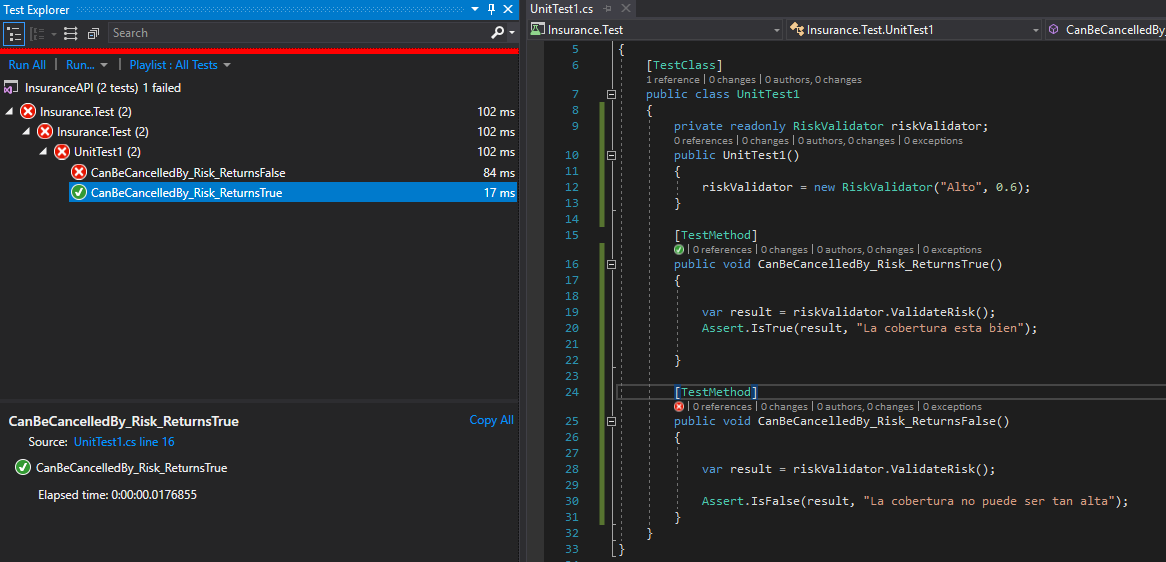 Test Explorer
Search
Run All | Run... | Playlist : All Tests
InsuranceAPI (2 tests) 1 failed
Insurance.Test (2) 102 ms
Insurance.Test (2) 102 ms
UnitTest1 (2) 102 ms
CanBeCancelledBy_Risk_ReturnsFalse 84 ms
CanBeCancelledBy_Risk_ReturnsTrue 17 ms
CanBeCancelledBy_Risk_ReturnsTrue Copy All
Source: UnitTest1.cs line 16
CanBeCancelledBy_Risk_ReturnsTrue
Elapsed time: 0:00:00.0176855
UnitTest1.cs
Insurance.Test Insurance.Test.UnitTest1 CanBeCancelledBy_
5 {
6 [TestClass]
1 reference | 0 changes | 0 authors, 0 changes
7 public class UnitTest1
8 {
9 private readonly RiskValidator riskValidator;
0 references | 0 changes | 0 authors, 0 changes | 0 exceptions
10 public UnitTest1()
11 {
12 riskValidator = new RiskValidator("Alto", 0.6);
13 }
14
15 [TestMethod]
| 0 references | 0 changes | 0 authors, 0 changes | 0 exceptions
16 public void CanBeCancelledBy_Risk_ReturnsTrue()
17 {
18
19 var result = riskValidator.ValidateRisk();
20 Assert.IsTrue(result, "La cobertura esta bien");
21
22 }
23
24 [TestMethod]
| 0 references | 0 changes | 0 authors, 0 changes | 0 exceptions
25 public void CanBeCancelledBy_Risk_ReturnsFalse()
26 {
27
28 var result = riskValidator.ValidateRisk();
29
30 Assert.IsFalse(result, "La cobertura no puede ser tan alta");
31 }
32 }
33 }